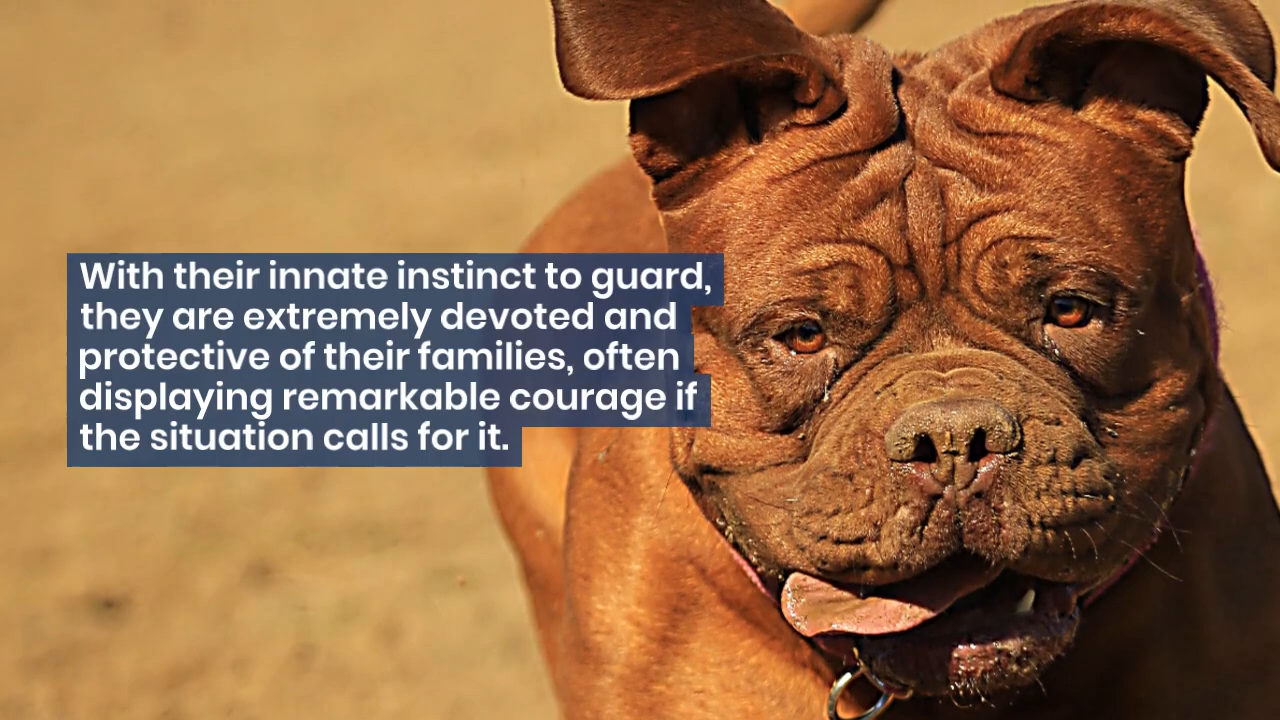 With their innate instinct to guard,
they are extremely devoted and
protective of their families, often
displaying remarkable courage if
the situation calls for it.